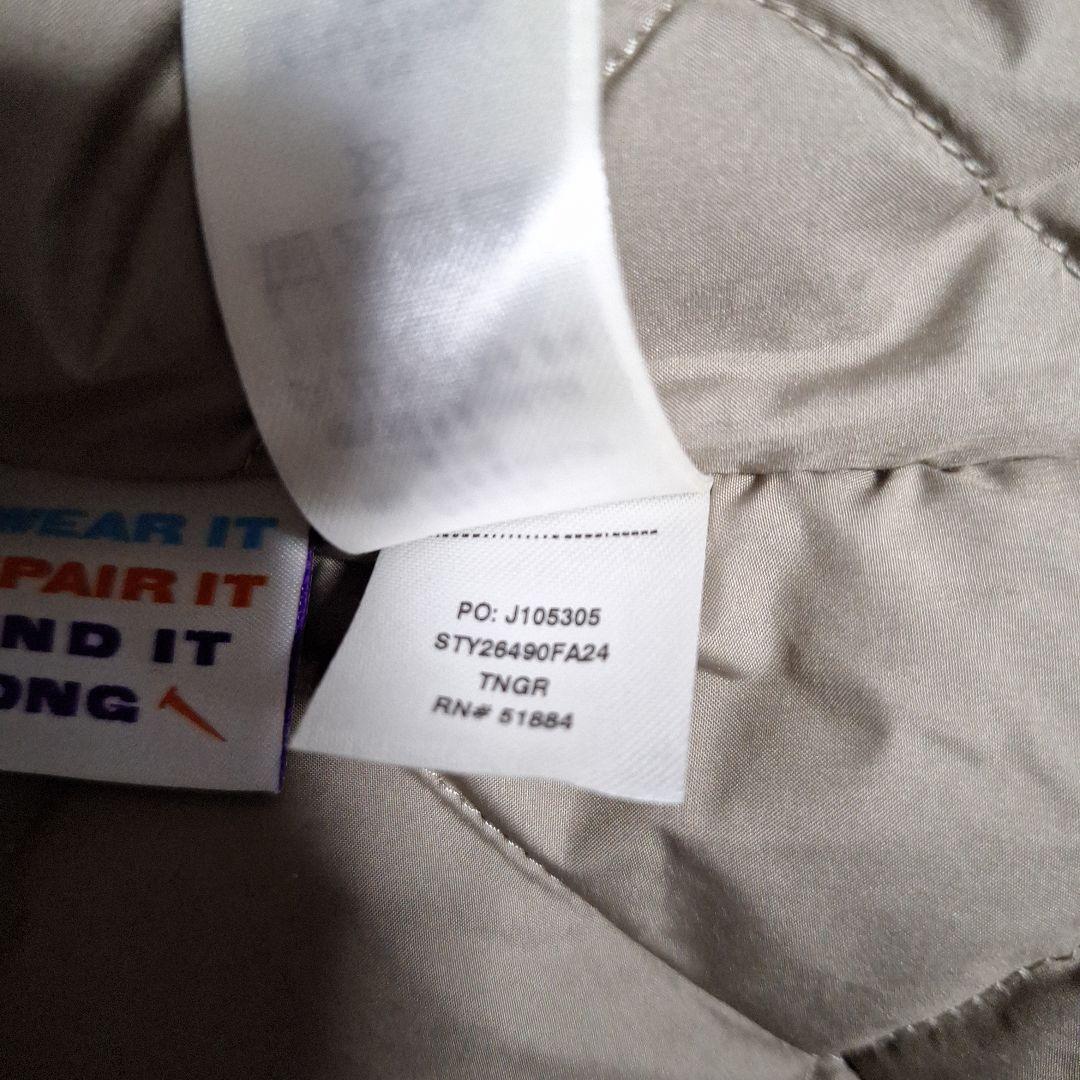 WEAR IT
PAIR IT
ND IT
ONG
PO: J105305
STY26490FA24
TNGR
RN# 51884